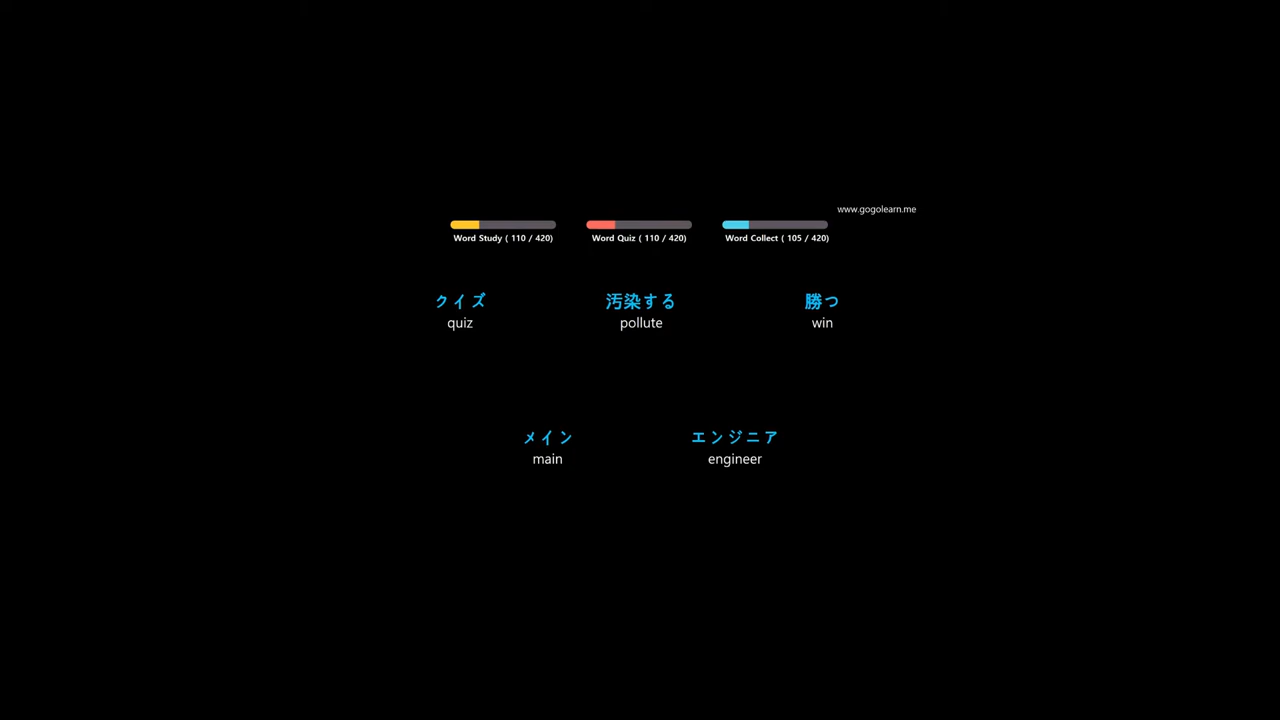 www.gogolearn.me
Word Study ( 110 / 420)
Word Quiz ( 110 / 420)
Word Collect ( 105 / 420)
クイズ
quiz
汚染する
pollute
勝つ
win
メイン
main
エンジニア
engineer